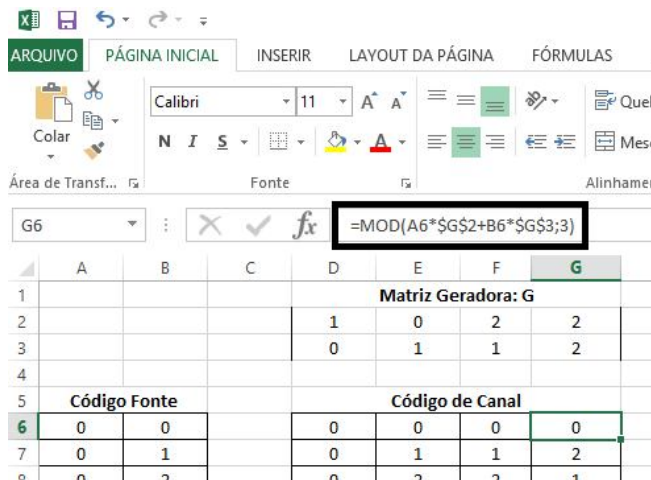 ARQUIVO PÁGINA INICIAL INSERIR LAYOUT DA PÁGINA FÓRMULAS
Calibri 11 A A
Colar
N I S A
Área de Transf... Fonte
G6 fx =MOD(A6*$G$2+B6*$G$3;3)
A B C D E F G
1 Matriz Geradora: G
2 1 0 2 2
3 0 1 1 2
4
5 Código Fonte Código de Canal
6 0 0 0 0 0 0
7 0 1 0 1 1 2